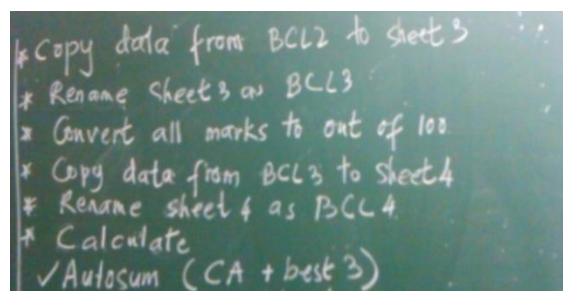 * Copy data from BCL2 to sheet 3
* Rename Sheet 3 as BCL3
* Convert all marks to out of 100
* Copy data from BCL3 to Sheet 4
* Rename sheet 4 as BCL4
* Calculate
✓ Autosum (CA + best 3)